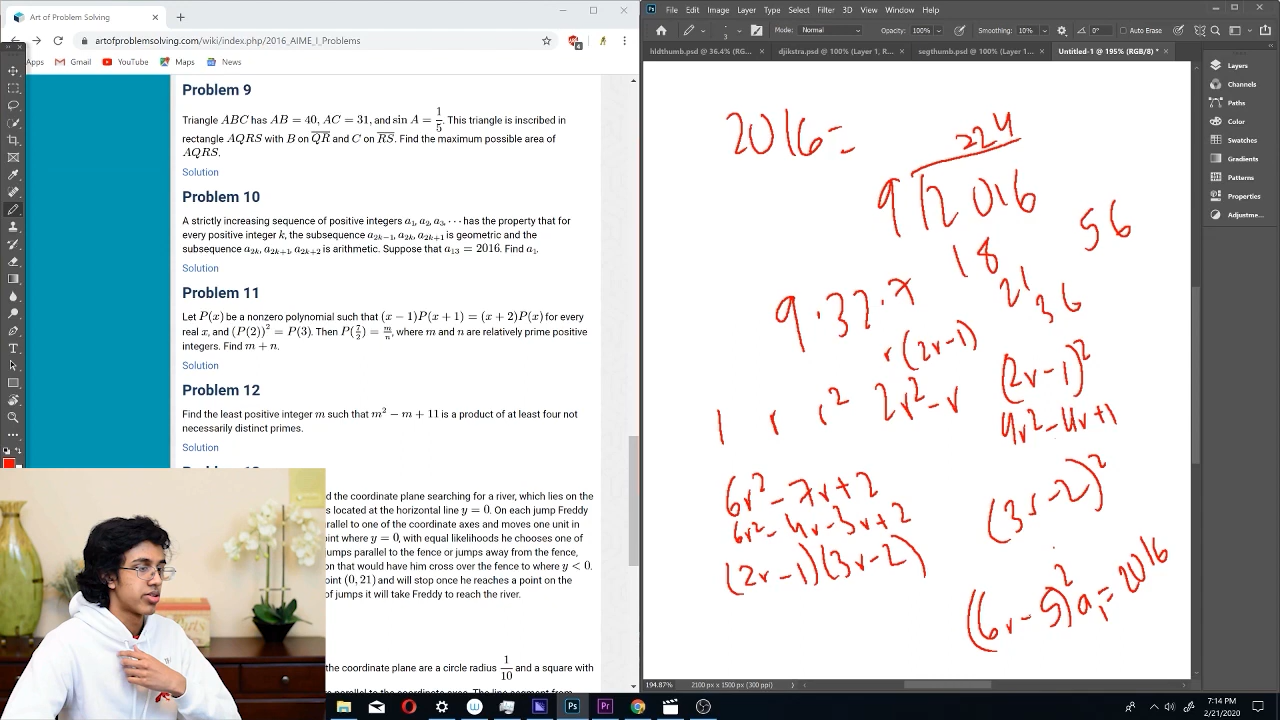 Art of Problem Solving
artofproblemsolving.com/wiki/index.php/2016_AIME_I_Problems
Apps Gmail YouTube Maps News
Problem 9
Triangle ABC has AB = 40, AC = 31, and sin A = 1/5. This triangle is inscribed in
rectangle AQRS with B on QR and C on RS. Find the maximum possible area of
AQRS.
Solution
Problem 10
A strictly increasing sequence of positive integers a₁, a₂, a₃, ⋯ has the property that for
every positive integer k, the subsequence a₂ₖ₋₁, a₂ₖ, a₂ₖ₊₁ is geometric and the
subsequence a₂ₖ, a₂ₖ₊₁, a₂ₖ₊₂ is arithmetic. Suppose that a₁₃ = 2016. Find a₁.
Solution
Problem 11
Let P(x) be a nonzero polynomial such that (x − 1)P(x + 1) = (x + 2)P(x) for every
real x, and (P(2))² = P(3). Then P(7/2) = m/n, where m and n are relatively prime positive
integers. Find m + n.
Solution
Problem 12
Find the least positive integer m such that m² − m + 11 is a product of at least four not
necessarily distinct primes.
Solution
d the coordinate plane searching for a river, which lies on the
s located at the horizontal line y = 0. On each jump Freddy
rallel to one of the coordinate axes and moves one unit in
int where y = 0, with equal likelihoods he chooses one of
umps parallel to the fence or jumps away from the fence,
on that would have him cross over the fence to where y < 0.
oint (0, 21) and will stop once he reaches a point on the
of jumps it will take Freddy to reach the river.
the coordinate plane are a circle radius 1/10 and a square with
File Edit Image Layer Type Select Filter 3D View Window Help
3 Mode: Normal Opacity: 100% Smoothing: 10% 0° Auto Erase
hldthumb.psd @ 36.4% (RG... djikstra.psd @ 100% (Layer 1, R... segthumb.psd @ 100% (Layer 1... Untitled-1 @ 195% (RGB/8) *
2016=
224
9 2016
18
21
36
56
9·32·7
r(2r-1)
1 r r² 2r²-r (2r-1)²
4r²-4r+1
6r²-7r+2
6r²-4r-3r+2
(2r-1)(3r-2)
(3r-2)²
(6r-5)²a₁=2016
Layers
Channels
Paths
Color
Swatches
Gradients
Patterns
Properties
Adjustme...
194.87% 2100 px x 1500 px (300 ppi)
7:14 PM
2/21/2020